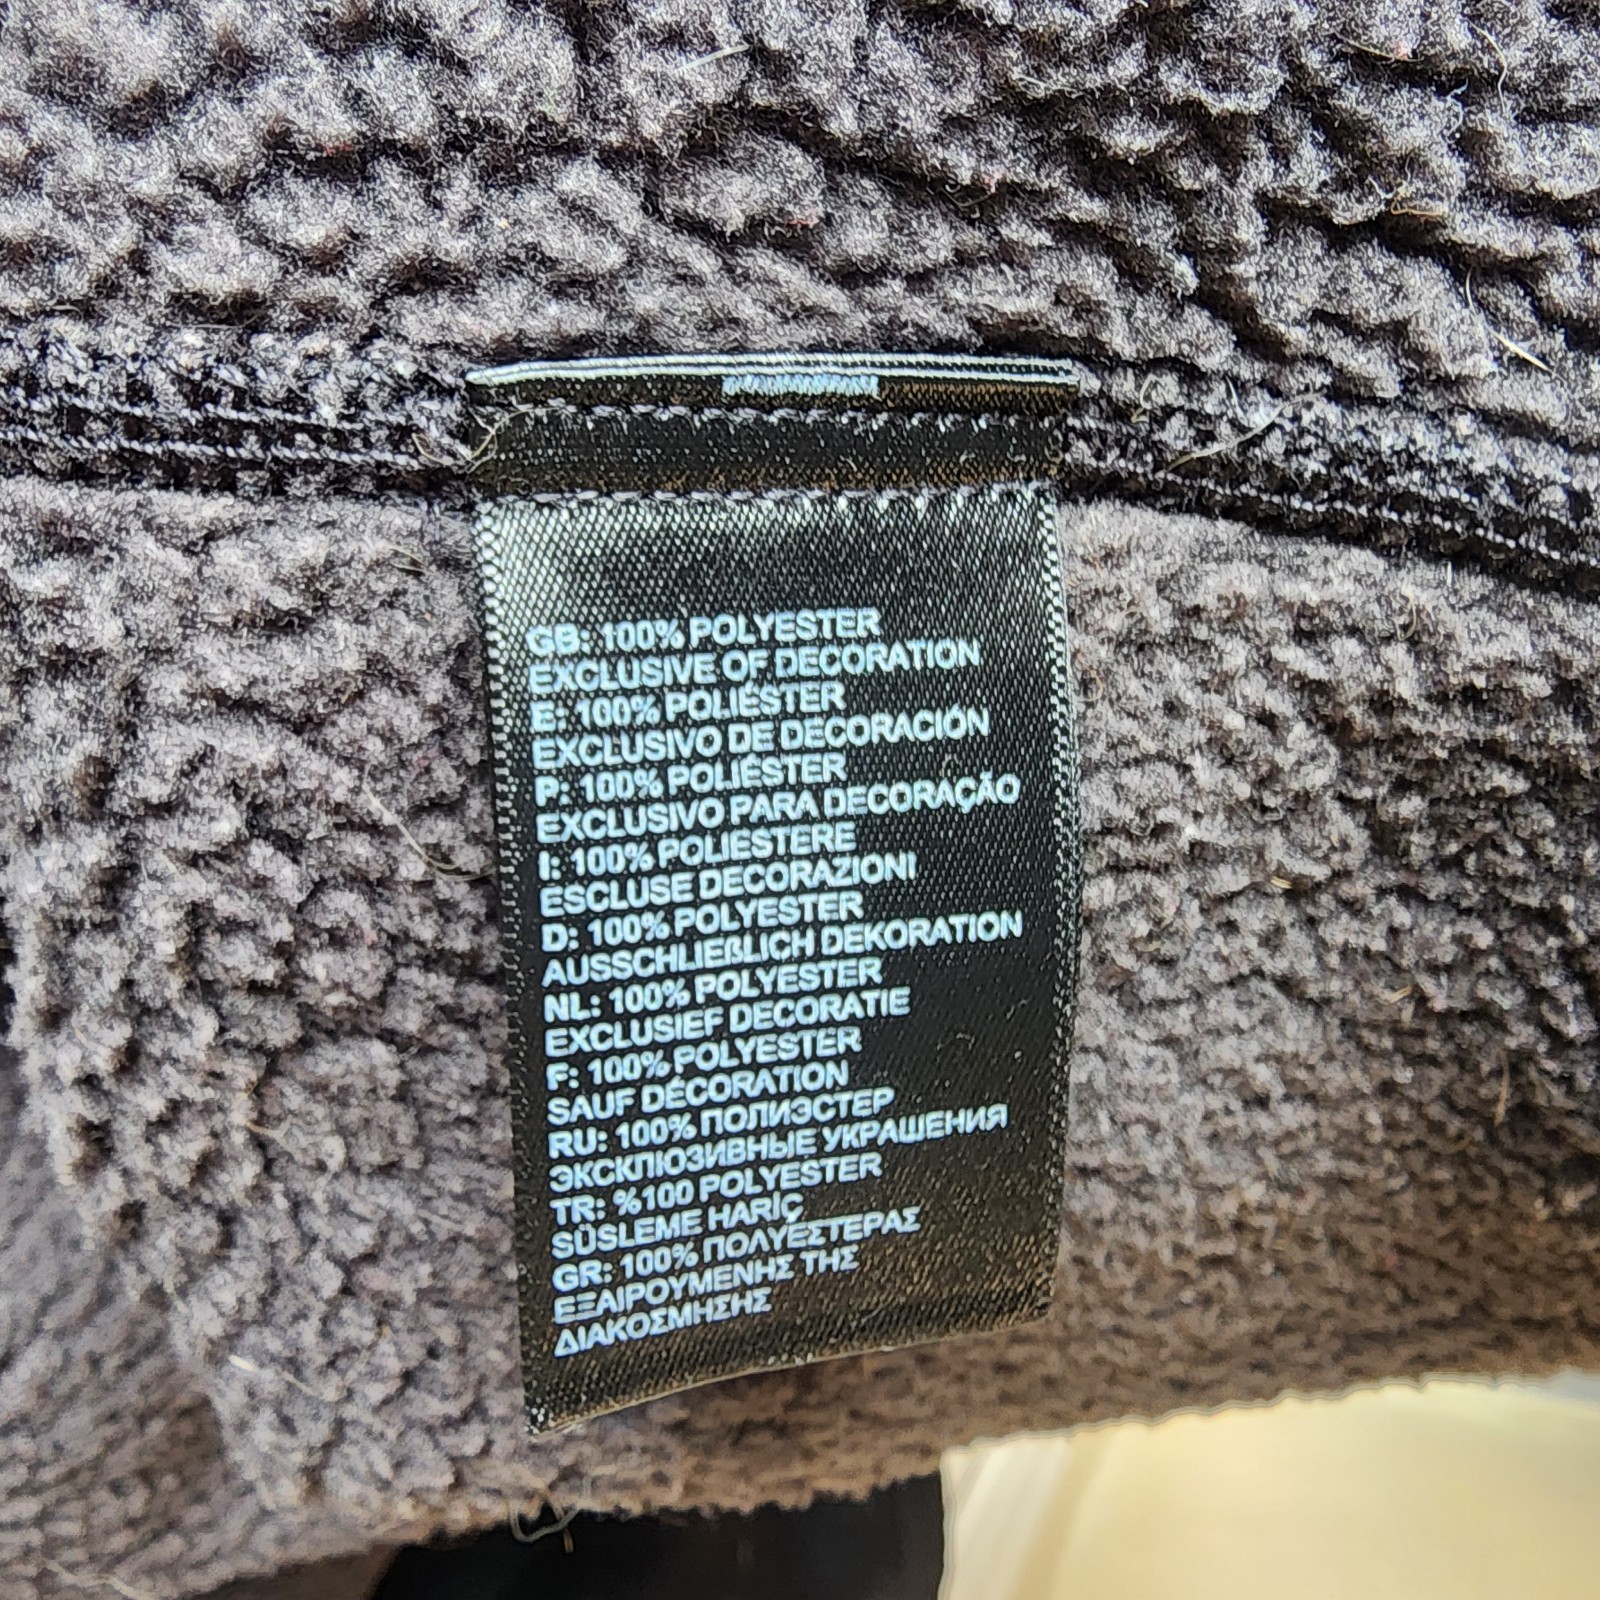 GB: 100% POLYESTER
EXCLUSIVE OF DECORATION
E: 100% POLIÉSTER
EXCLUSIVO DE DECORACIÓN
P: 100% POLIÉSTER
EXCLUSIVO PARA DECORAÇÃO
I: 100% POLIESTERE
ESCLUSE DECORAZIONI
D: 100% POLYESTER
AUSSCHLIEßLICH DEKORATION
NL: 100% POLYESTER
EXCLUSIEF DECORATIE
F: 100% POLYESTER
SAUF DÉCORATION
RU: 100% ПОЛИЭСТЕР
ЭКСКЛЮЗИВНЫЕ УКРАШЕНИЯ
TR: %100 POLYESTER
SÜSLEME HARİÇ
GR: 100% ΠΟΛΥΕΣΤΕΡΑΣ
ΕΞΑΙΡΟΥΜΕΝΗΣ ΤΗΣ
ΔΙΑΚΟΣΜΗΣΗΣ